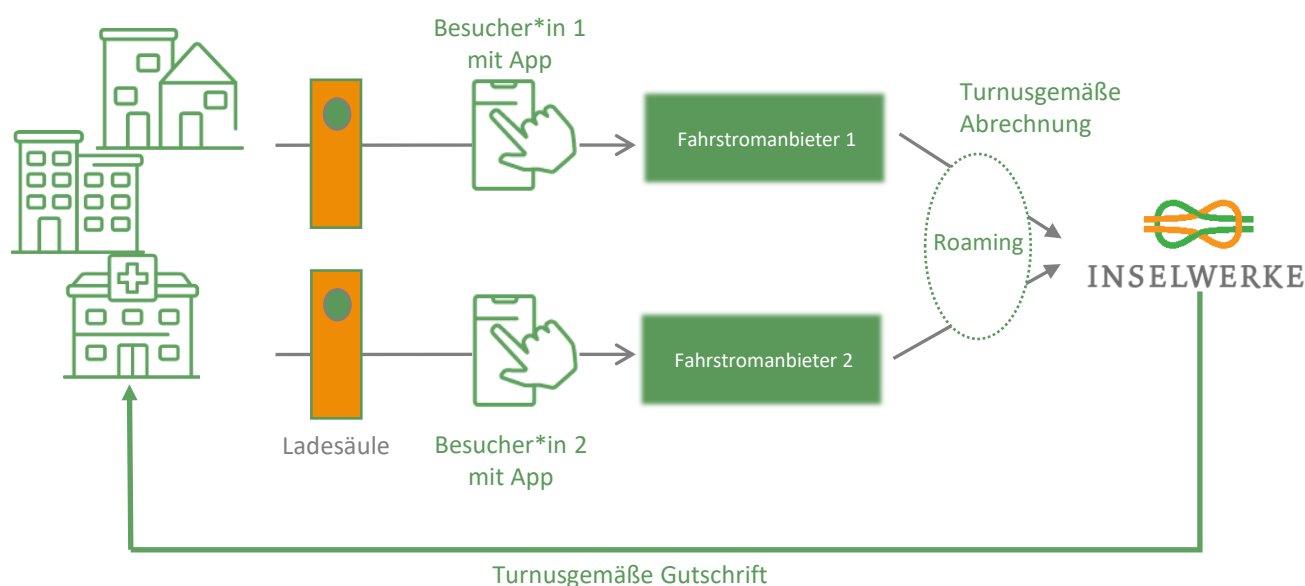 Besucher*in 1
mit App
Turnusgemäße
Abrechnung
Fahrstromanbieter 1
Roaming
INSELWERKE
Fahrstromanbieter 2
Ladesäule
Besucher*in 2
mit App
Turnusgemäße Gutschrift